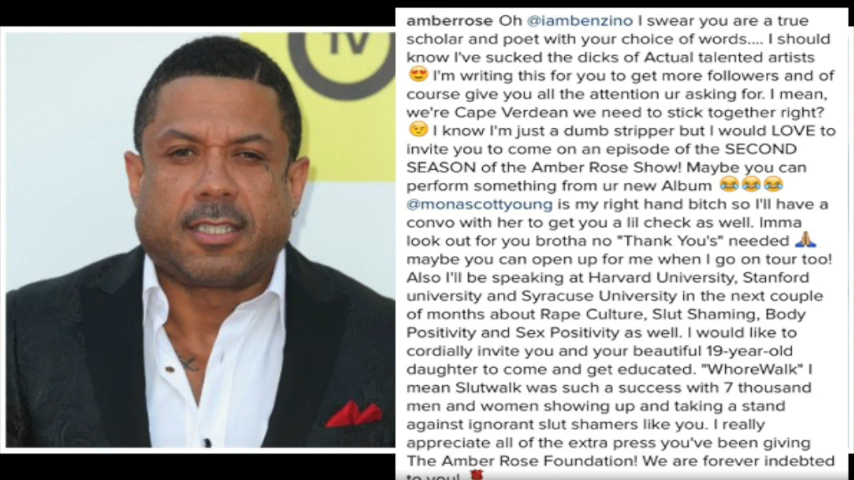 TV
amberrose Oh @iambenzino I swear you are a true
scholar and poet with your choice of words.... I should
know I've sucked the dicks of Actual talented artists
😍 I'm writing this for you to get more followers and of
course give you all the attention ur asking for. I mean,
we're Cape Verdean we need to stick together right?
😉 I know I'm just a dumb stripper but I would LOVE to
invite you to come on an episode of the SECOND
SEASON of the Amber Rose Show! Maybe you can
perform something from ur new Album 😂😂😂
@monascottyoung is my right hand bitch so I'll have a
convo with her to get you a lil check as well. Imma
look out for you brotha no "Thank You's" needed 🙏🏽
maybe you can open up for me when I go on tour too!
Also I'll be speaking at Harvard University, Stanford
university and Syracuse University in the next couple
of months about Rape Culture, Slut Shaming, Body
Positivity and Sex Positivity as well. I would like to
cordially invite you and your beautiful 19-year-old
daughter to come and get educated. "WhoreWalk" I
mean Slutwalk was such a success with 7 thousand
men and women showing up and taking a stand
against ignorant slut shamers like you. I really
appreciate all of the extra press you've been giving
The Amber Rose Foundation! We are forever indebted
to you! 🌹